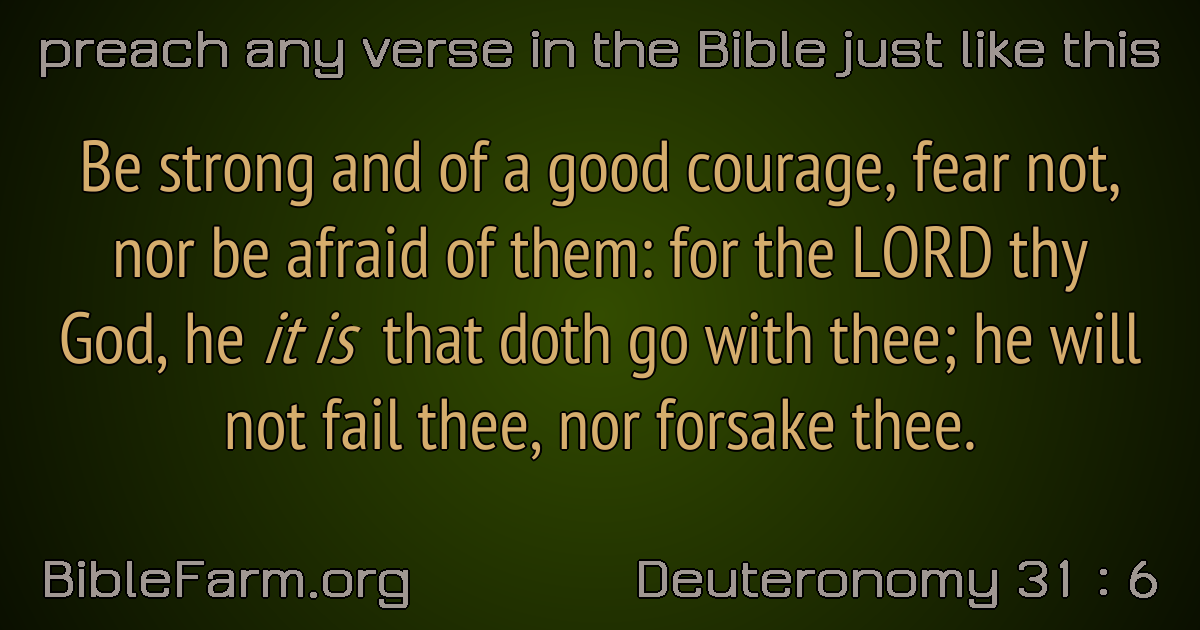 preach any verse in the Bible just like this
Be strong and of a good courage, fear not,
nor be afraid of them: for the LORD thy
God, he it is that doth go with thee; he will
not fail thee, nor forsake thee.
BibleFarm.org
Deuteronomy 31 : 6